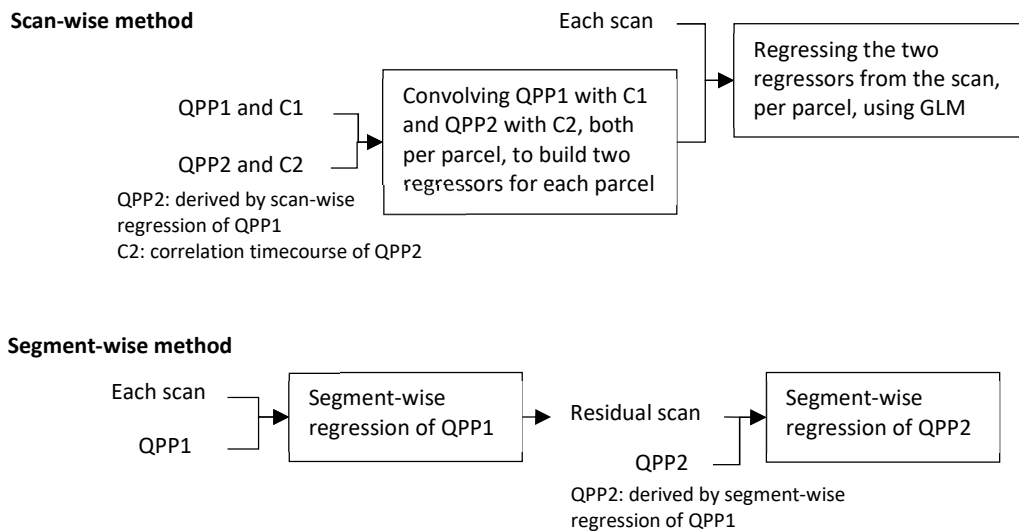 Scan-wise method
Each scan
Regressing the two
regressors from the scan,
per parcel, using GLM
QPP1 and C1
QPP2 and C2
Convolving QPP1 with C1
and QPP2 with C2, both
per parcel, to build two
regressors for each parcel
QPP2: derived by scan-wise
regression of QPP1
C2: correlation timecourse of QPP2
Segment-wise method
Each scan
QPP1
Segment-wise
regression of QPP1
Residual scan
QPP2
Segment-wise
regression of QPP2
QPP2: derived by segment-wise
regression of QPP1